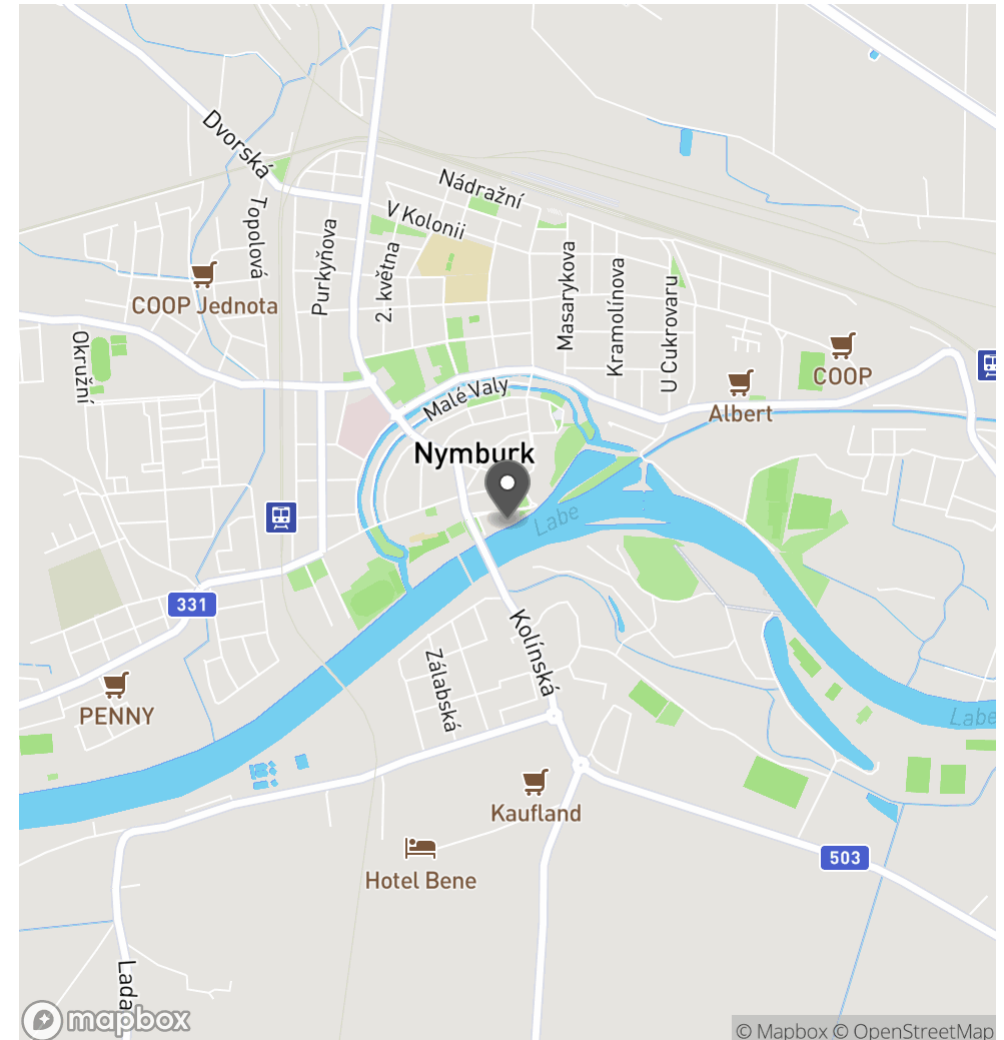 Dvorská
Nádražní
Topolová
V Kolonii
Purkyňova
2. května
Masarykova
Kramolínova
U Cukrovaru
COOP Jednota
Okružní
COOP
Albert
Malé Valy
Nymburk
Labe
331
Kolínská
Zálabská
PENNY
Labe
Kaufland
503
Hotel Bene
Lada
mapbox
© Mapbox © OpenStreetMap